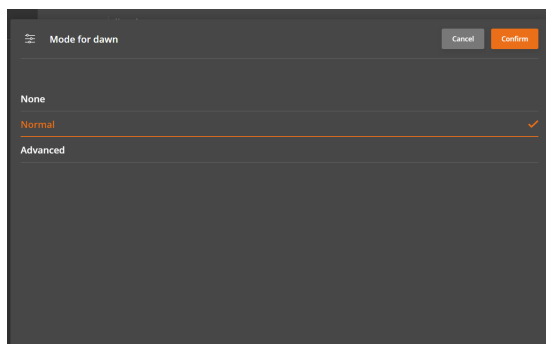 Mode for dawn
Cancel
Confirm
None
Normal
Advanced